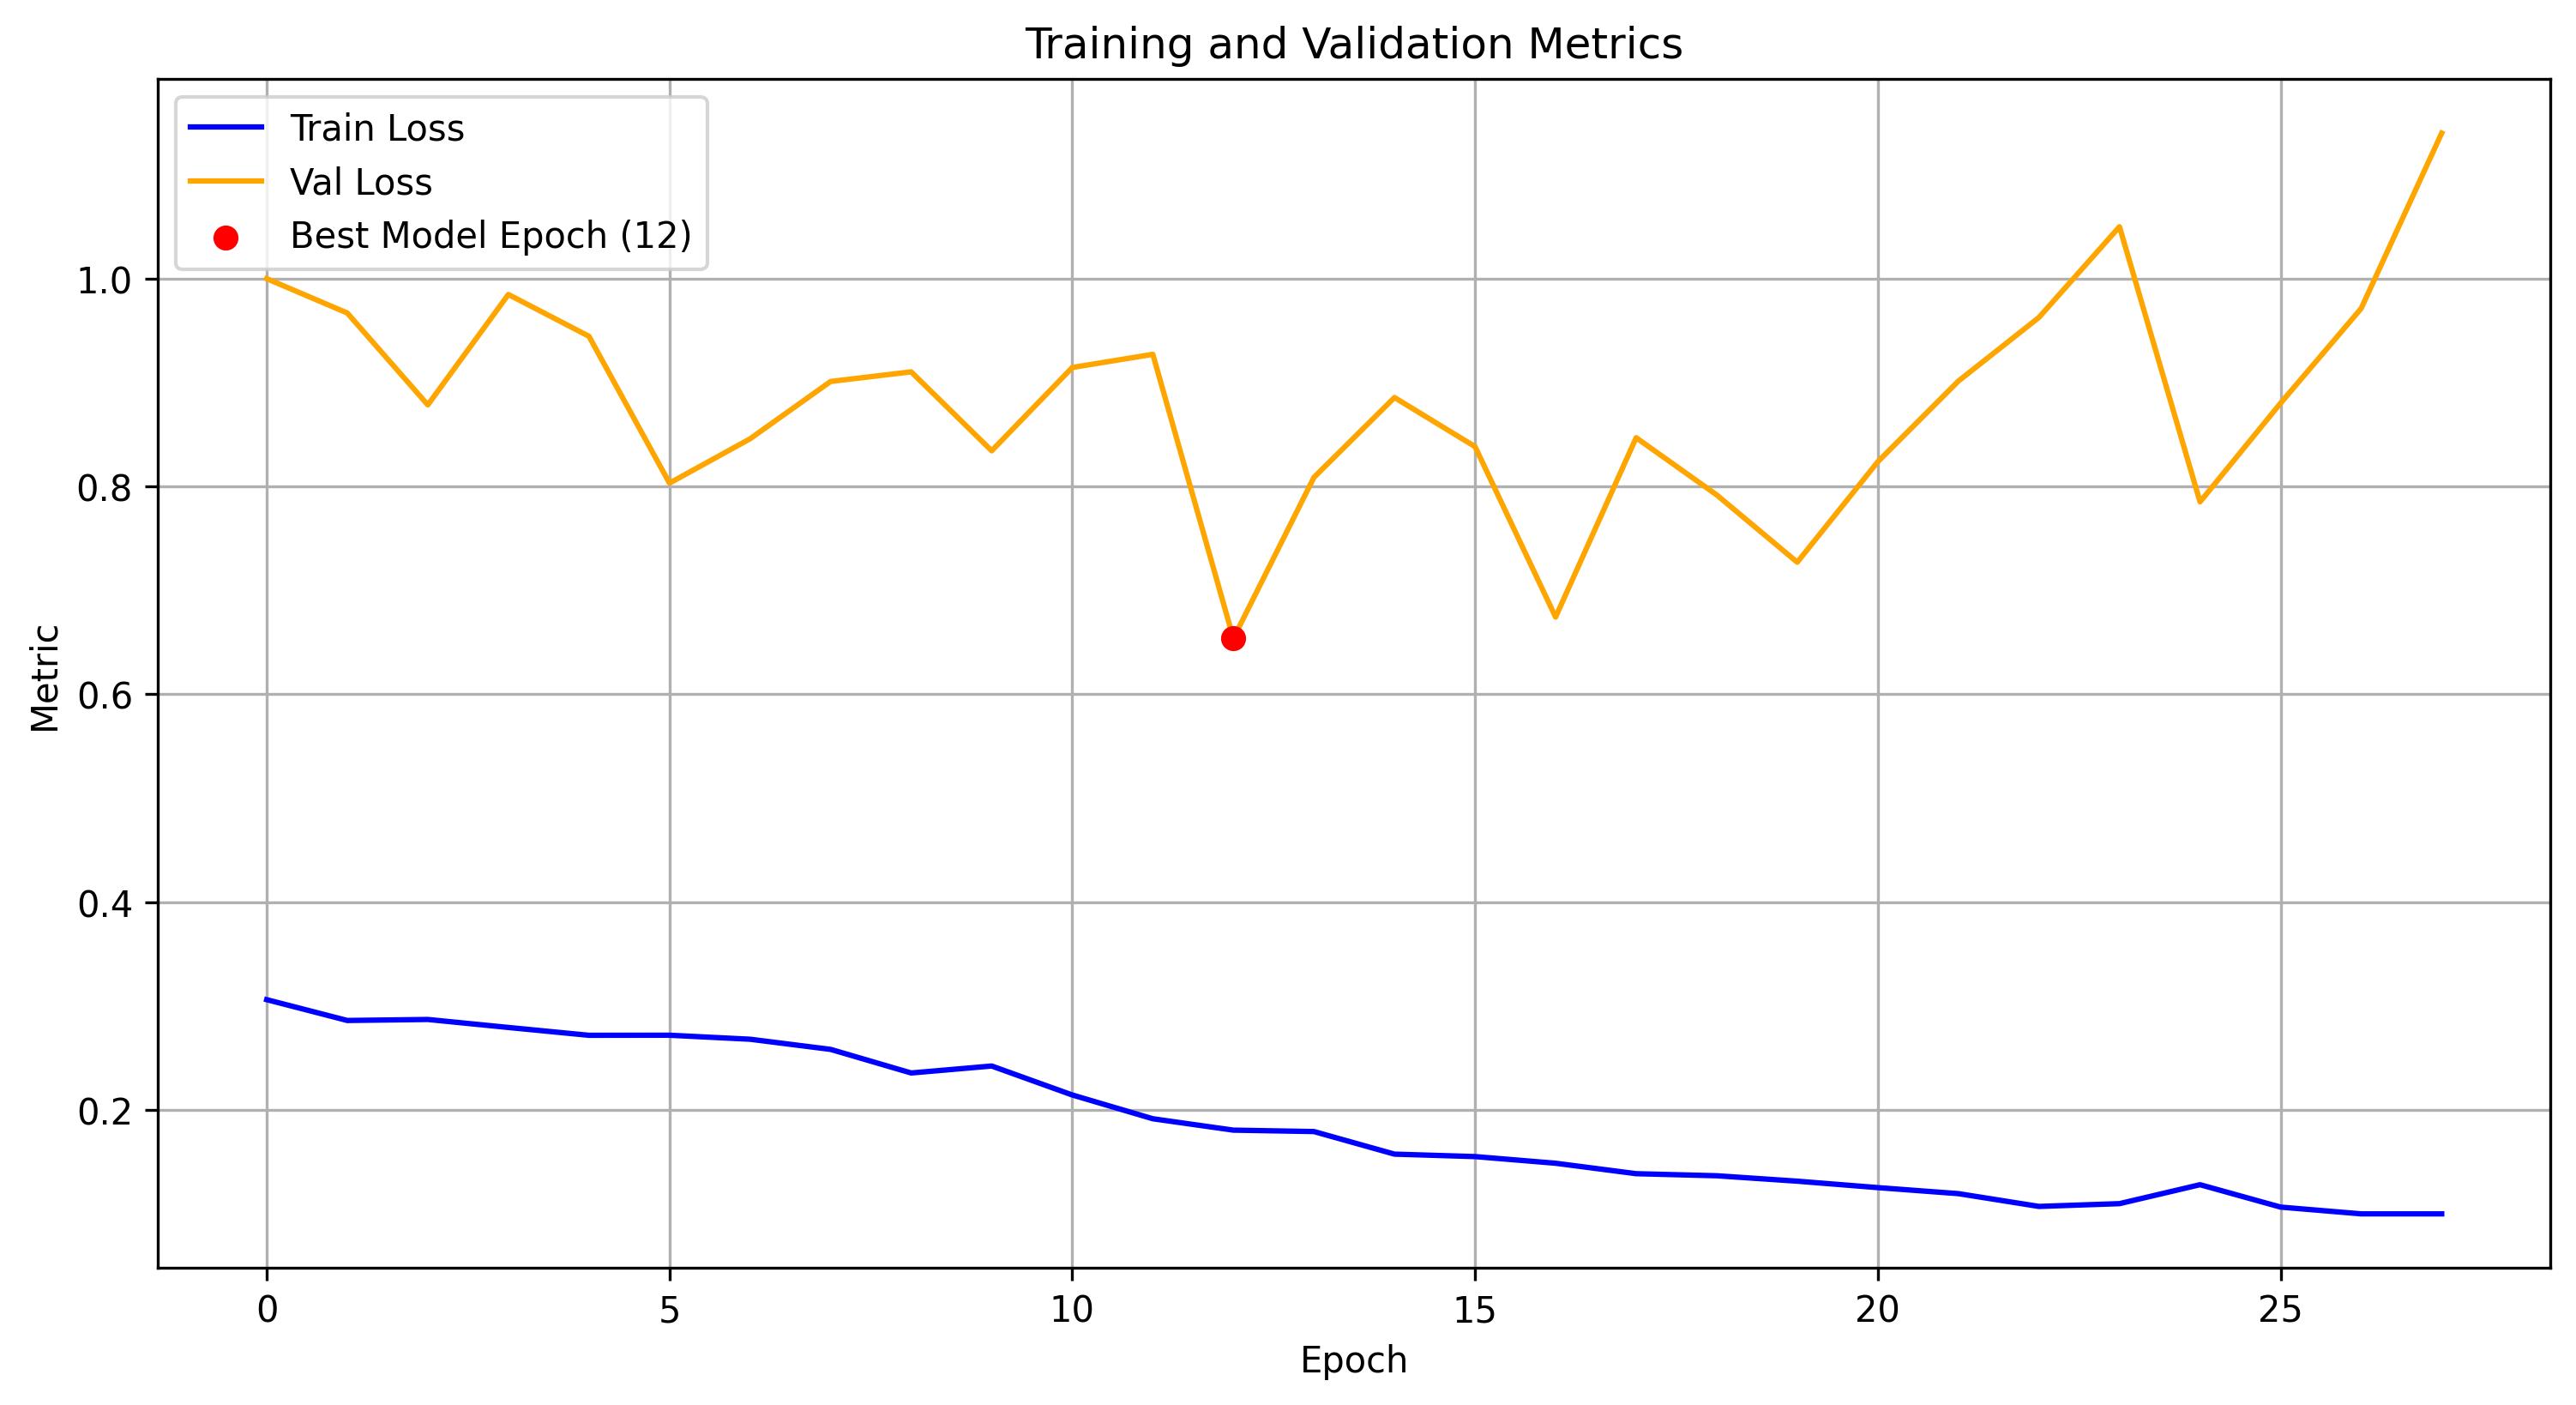 Training and Validation Metrics
Train Loss
Val Loss
Best Model Epoch (12)
1.0
0.8
0.6
0.4
0.2
Metric
0 5 10 15 20 25
Epoch